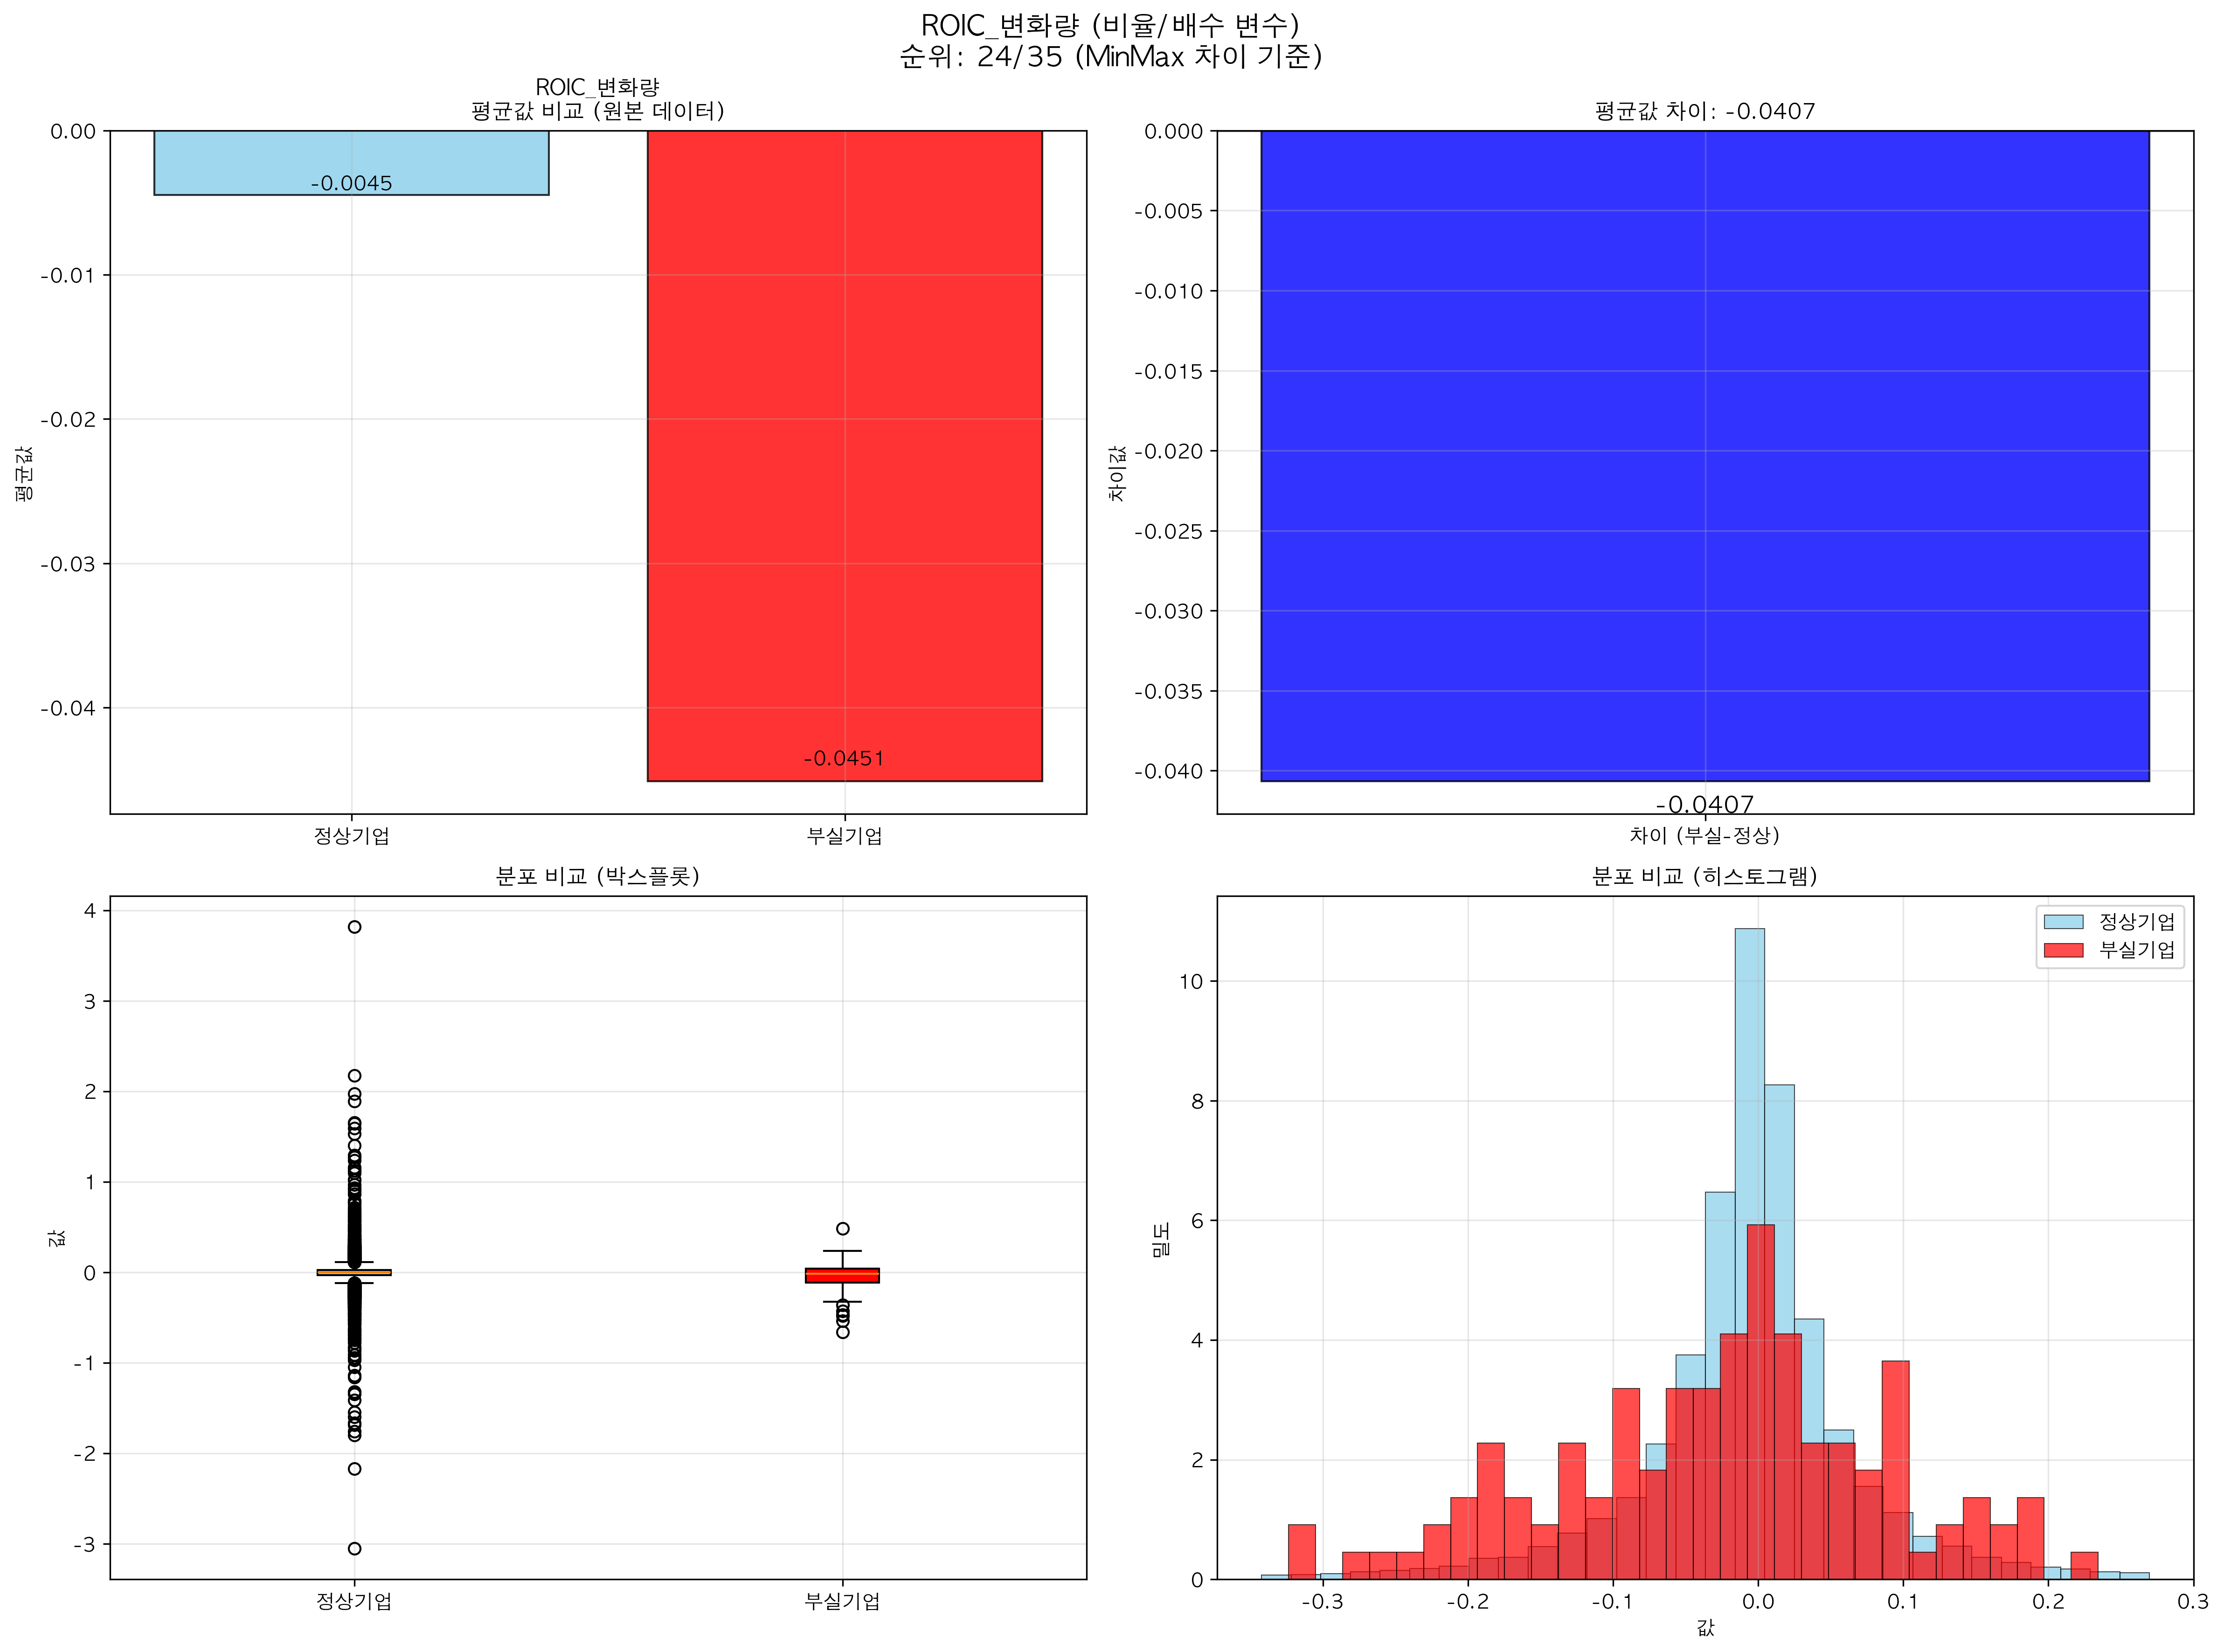 ROIC_변화량 (비율/배수 변수)
순위: 24/35 (MinMax 차이 기준)
ROIC_변화량
평균값 비교 (원본 데이터)
0.00
-0.01
-0.02
-0.03
-0.04
평균값
-0.0045
-0.0451
정상기업
부실기업
평균값 차이: -0.0407
0.000
-0.005
-0.010
-0.015
-0.020
-0.025
-0.030
-0.035
-0.040
차이값
-0.0407
차이 (부실-정상)
분포 비교 (박스플롯)
4
3
2
1
0
-1
-2
-3
값
정상기업
부실기업
분포 비교 (히스토그램)
정상기업
부실기업
10
8
6
4
2
0
밀도
-0.3
-0.2
-0.1
0.0
0.1
0.2
0.3
값